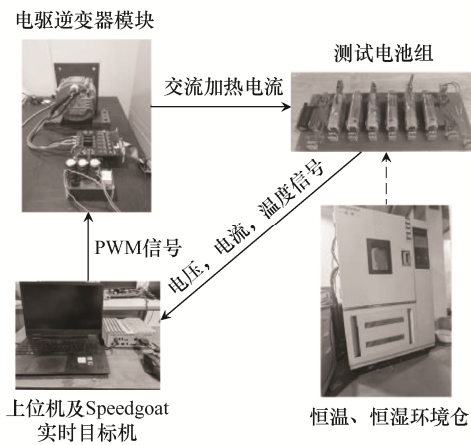 电驱逆变器模块
测试电池组
交流加热电流
PWM信号
电压，电流，温度信号
上位机及Speedgoat
实时目标机
恒温、恒湿环境仓